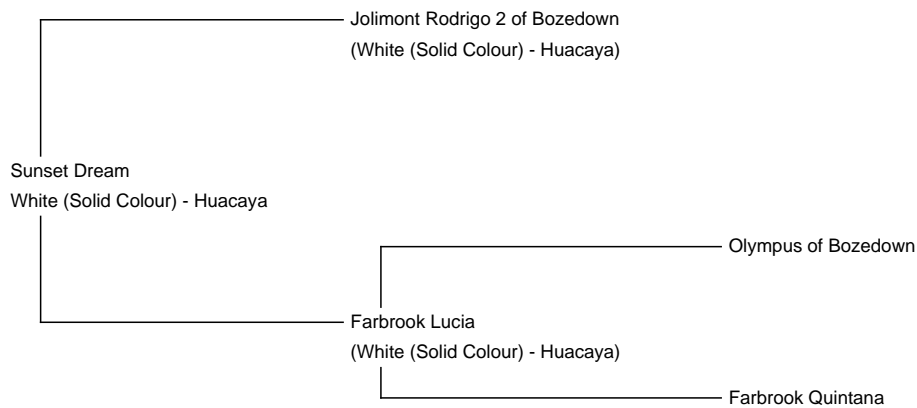 Jolimont Rodrigo 2 of Bozedown
(White (Solid Colour) - Huacaya)
Sunset Dream
White (Solid Colour) - Huacaya
Olympus of Bozedown
Farbrook Lucia
(White (Solid Colour) - Huacaya)
Farbrook Quintana